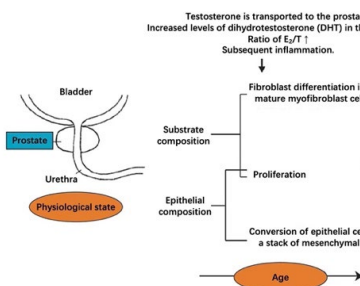 Testosterone is transported to the prosta
Increased levels of dihydrotestosterone (DHT) in th
Ratio of E₂/T ↑
Subsequent inflammation.
Fibroblast differentiation i
mature myofibroblast ce
Bladder
Substrate
composition
Prostate
Proliferation
Urethra
Epithelial
composition
Physiological state
Conversion of epithelial ce
a stack of mesenchymal
Age